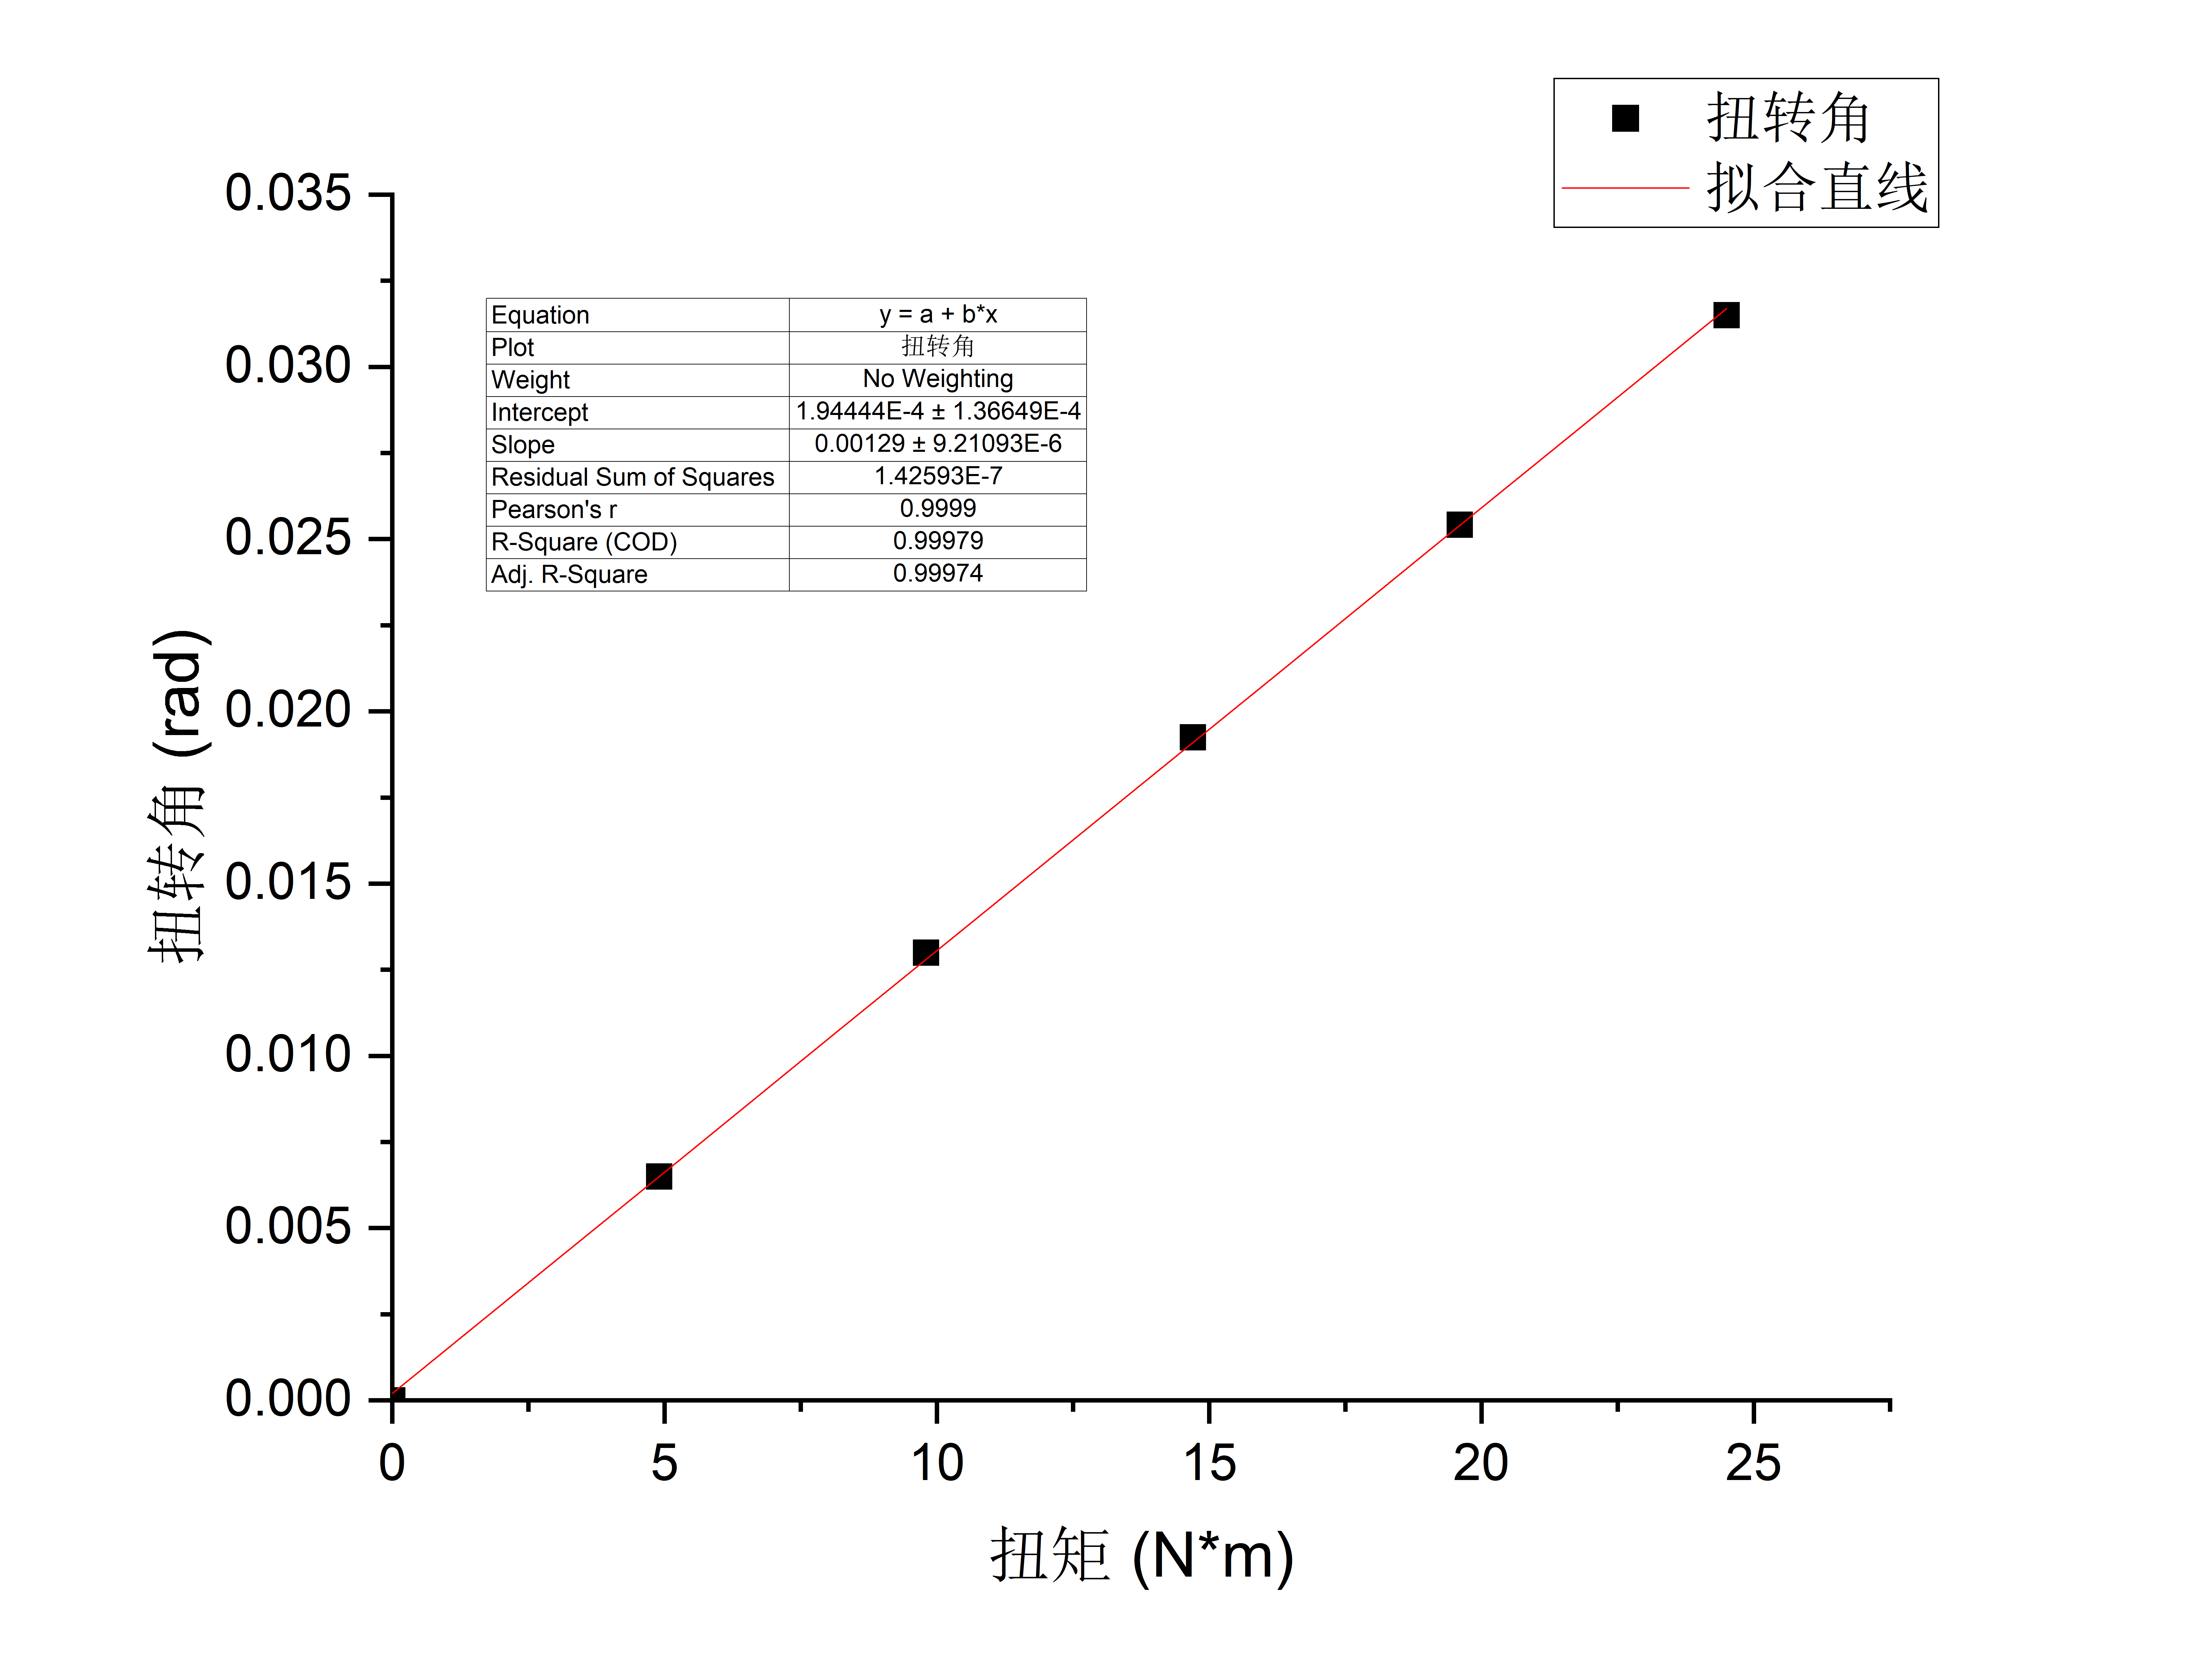 扭转角
拟合直线
0.035
0.030
0.025
0.020
0.015
0.010
0.005
0.000
扭转角 (rad)
Equation y = a + b*x
Plot 扭转角
Weight No Weighting
Intercept 1.94444E-4 ± 1.36649E-4
Slope 0.00129 ± 9.21093E-6
Residual Sum of Squares 1.42593E-7
Pearson's r 0.9999
R-Square (COD) 0.99979
Adj. R-Square 0.99974
0 5 10 15 20 25
扭矩 (N*m)